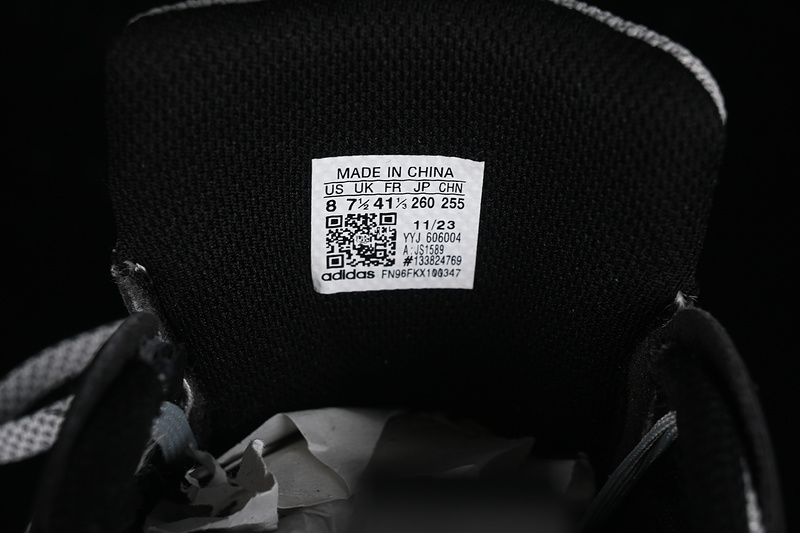 MADE IN CHINA
US UK FR JP CHN
8 7½ 41⅓ 260 255
11/23
YYJ 606004
A:JS1589
#133824769
adidas FN96FKX100347